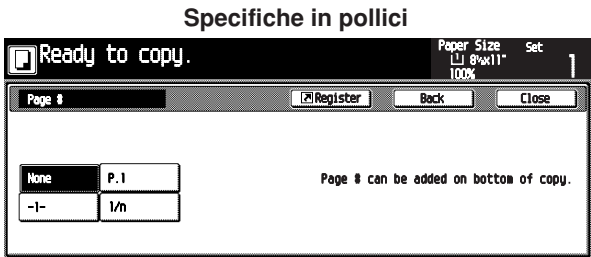 Specifiche in pollici
Ready to copy.
Paper Size
8½x11"
100%
Set
1
Page #
Register
Back
Close
None
P.1
-1-
1/n
Page # can be added on bottom of copy.